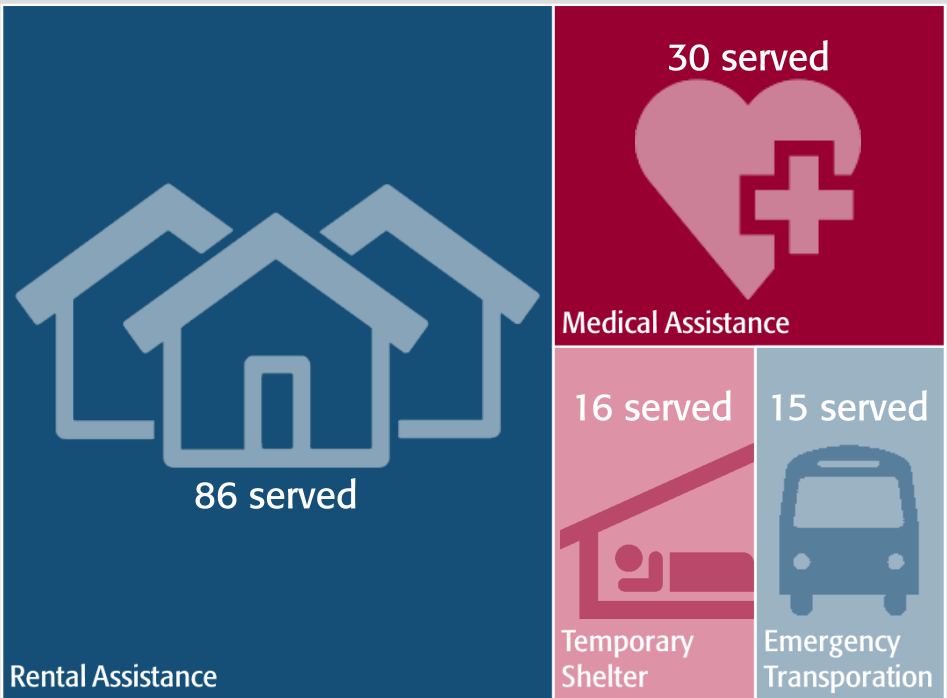 86 served
Rental Assistance
30 served
Medical Assistance
16 served
Temporary
Shelter
15 served
Emergency
Transporation